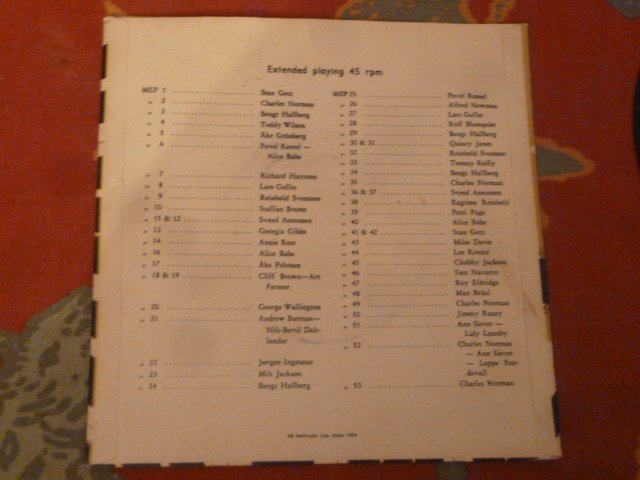 Extended playing 45 rpm
MEP 1 Stan Getz
„ 2 Charles Norman
„ 3 Bengt Hallberg
„ 4 Teddy Wilson
„ 5 Åke Grönberg
„ 6 Povel Ramel —
Alice Babs
„ 7 Richard Hayman
„ 8 Lars Gullin
„ 9 Reinhold Svensson
„ 10 Staffan Broms
„ 11 & 12 Svend Asmussen
„ 13 Georgia Gibbs
„ 14 Annie Ross
„ 16 Alice Babs
„ 17 Åke Persson
„ 18 & 19 Cliff Brown—Art
Farmer
„ 20 George Wallington
„ 21 Andrew Burman—
Nils-Bertil Dah-
lander
„ 22 Jørgen Ingmann
„ 23 Milt Jackson
„ 24 Bengt Hallberg
MEP 25 Povel Ramel
„ 26 Alfred Newman
„ 27 Lars Gullin
„ 28 Rolf Blomquist
„ 29 Bengt Hallberg
„ 30 & 31 Quincy Jones
„ 32 Reinhold Svensson
„ 33 Tommy Reilly
„ 34 Bengt Hallberg
„ 35 Charles Norman
„ 36 & 37 Svend Asmussen
„ 38 Ragtime Reinhold
„ 39 Patti Page
„ 40 Alice Babs
„ 41 & 42 Stan Getz
„ 43 Miles Davis
„ 44 Lee Konitz
„ 45 Chubby Jackson
„ 46 Fats Navarro
„ 47 Roy Eldridge
„ 48 Max Brüel
„ 49 Charles Norman
„ 50 Jimmy Raney
„ 51 Ann Siever —
Lady Lansby
„ 52 Charles Norman
— Ann Siever
— Leppe Sun-
devall
„ 53 Charles Norman
1954